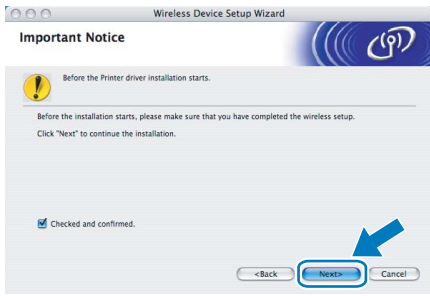 Wireless Device Setup Wizard
Important Notice
Before the Printer driver installation starts.
Before the installation starts, please make sure that you have completed the wireless setup.
Click "Next" to continue the installation.
Checked and confirmed.
<Back
Next>
Cancel